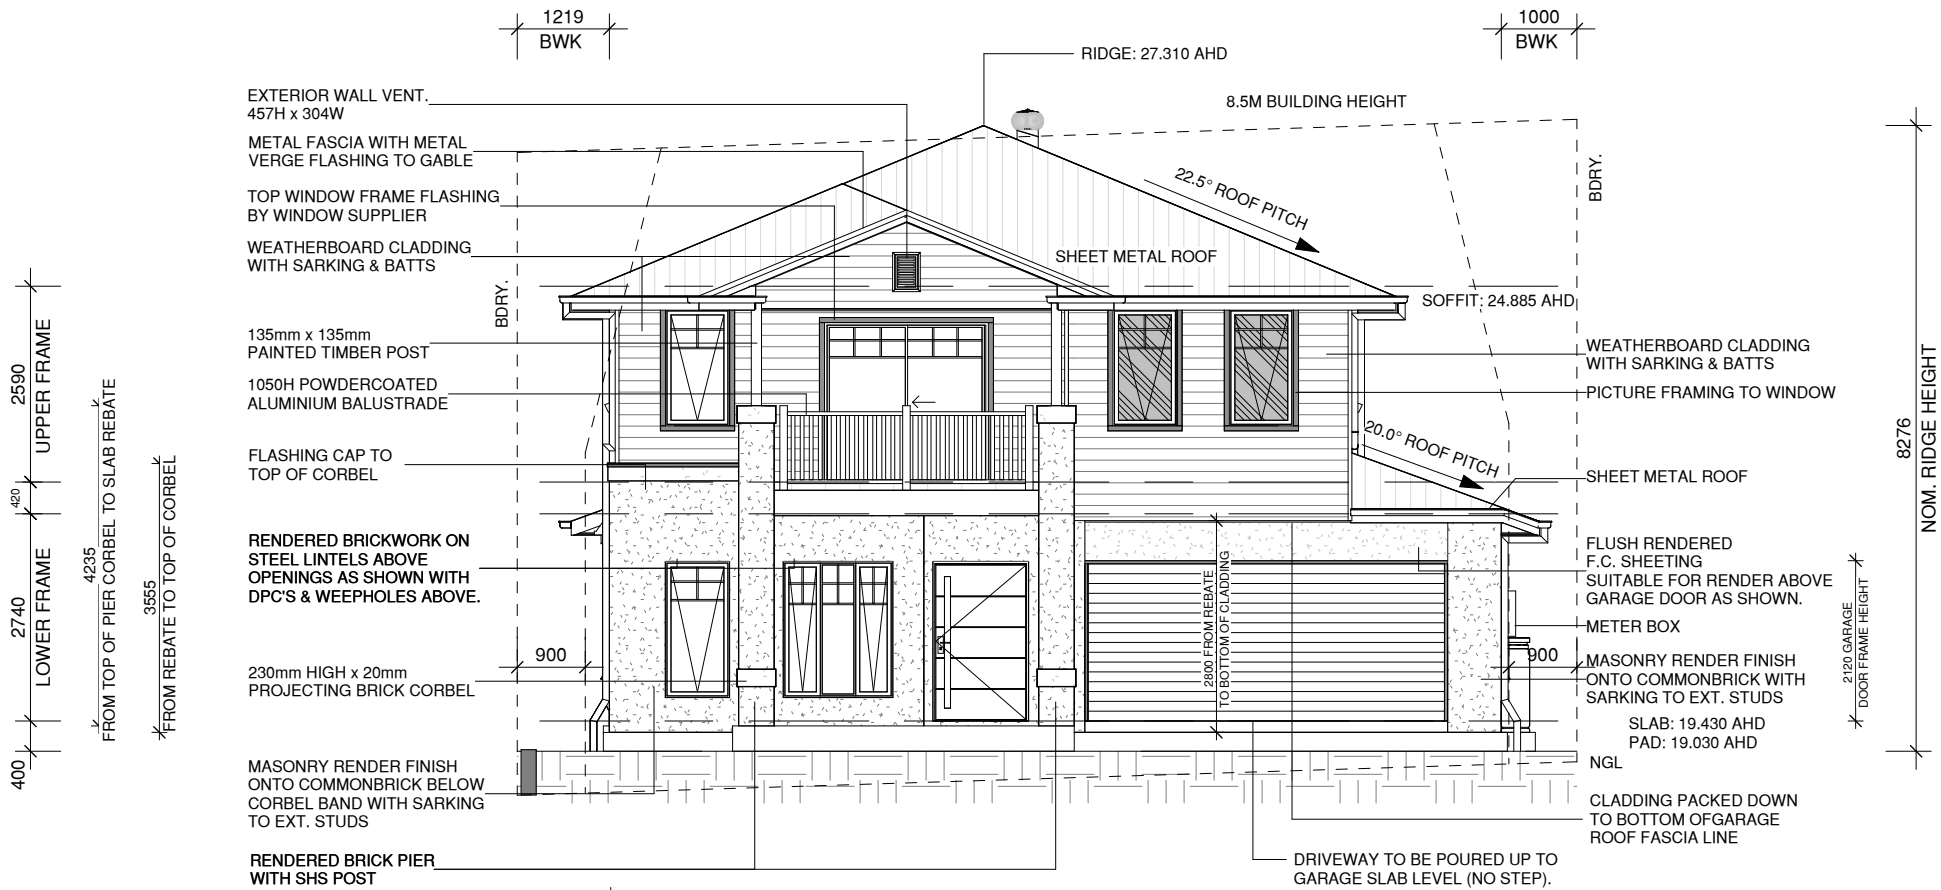 1219
BWK
1000
BWK
RIDGE: 27.310 AHD
8.5M BUILDING HEIGHT
EXTERIOR WALL VENT.
457H x 304W
METAL FASCIA WITH METAL
VERGE FLASHING TO GABLE
TOP WINDOW FRAME FLASHING
BY WINDOW SUPPLIER
WEATHERBOARD CLADDING
WITH SARKING & BATTS
135mm x 135mm
PAINTED TIMBER POST
1050H POWDERCOATED
ALUMINIUM BALUSTRADE
FLASHING CAP TO
TOP OF CORBEL
RENDERED BRICKWORK ON
STEEL LINTELS ABOVE
OPENINGS AS SHOWN WITH
DPC'S & WEEPHOLES ABOVE.
900
230mm HIGH x 20mm
PROJECTING BRICK CORBEL
MASONRY RENDER FINISH
ONTO COMMONBRICK BELOW
CORBEL BAND WITH SARKING
TO EXT. STUDS
RENDERED BRICK PIER
WITH SHS POST
2590
UPPER FRAME
420
2740
LOWER FRAME
400
4235
FROM TOP OF PIER CORBEL TO SLAB REBATE
3555
FROM REBATE TO TOP OF CORBEL
BDRY.
22.5° ROOF PITCH
SHEET METAL ROOF
BDRY.
SOFFIT: 24.885 AHD
WEATHERBOARD CLADDING
WITH SARKING & BATTS
PICTURE FRAMING TO WINDOW
20.0° ROOF PITCH
SHEET METAL ROOF
FLUSH RENDERED
F.C. SHEETING
SUITABLE FOR RENDER ABOVE
GARAGE DOOR AS SHOWN.
METER BOX
900
MASONRY RENDER FINISH
ONTO COMMONBRICK WITH
SARKING TO EXT. STUDS
SLAB: 19.430 AHD
PAD: 19.030 AHD
NGL
CLADDING PACKED DOWN
TO BOTTOM OFGARAGE
ROOF FASCIA LINE
DRIVEWAY TO BE POURED UP TO
GARAGE SLAB LEVEL (NO STEP).
2800 FROM REBATE
TO BOTTOM OF CLADDING
2120 GARAGE
DOOR FRAME HEIGHT
8276
NOM. RIDGE HEIGHT